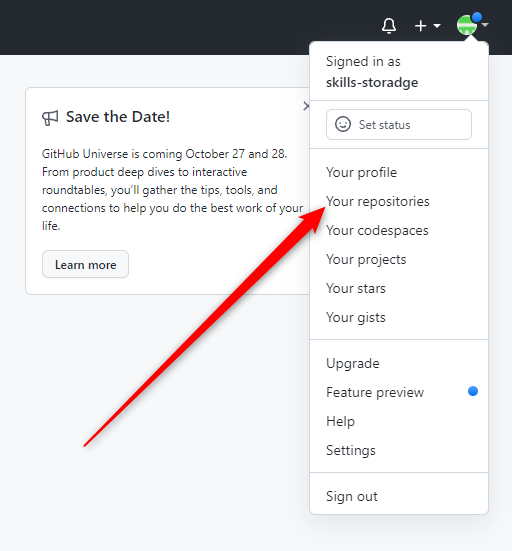 Signed in as
skills-storadge
Set status
Save the Date!
GitHub Universe is coming October 27 and 28.
From product deep dives to interactive
roundtables, you'll gather the tips, tools, and
connections to help you do the best work of your
life.
Learn more
Your profile
Your repositories
Your codespaces
Your projects
Your stars
Your gists
Upgrade
Feature preview
Help
Settings
Sign out